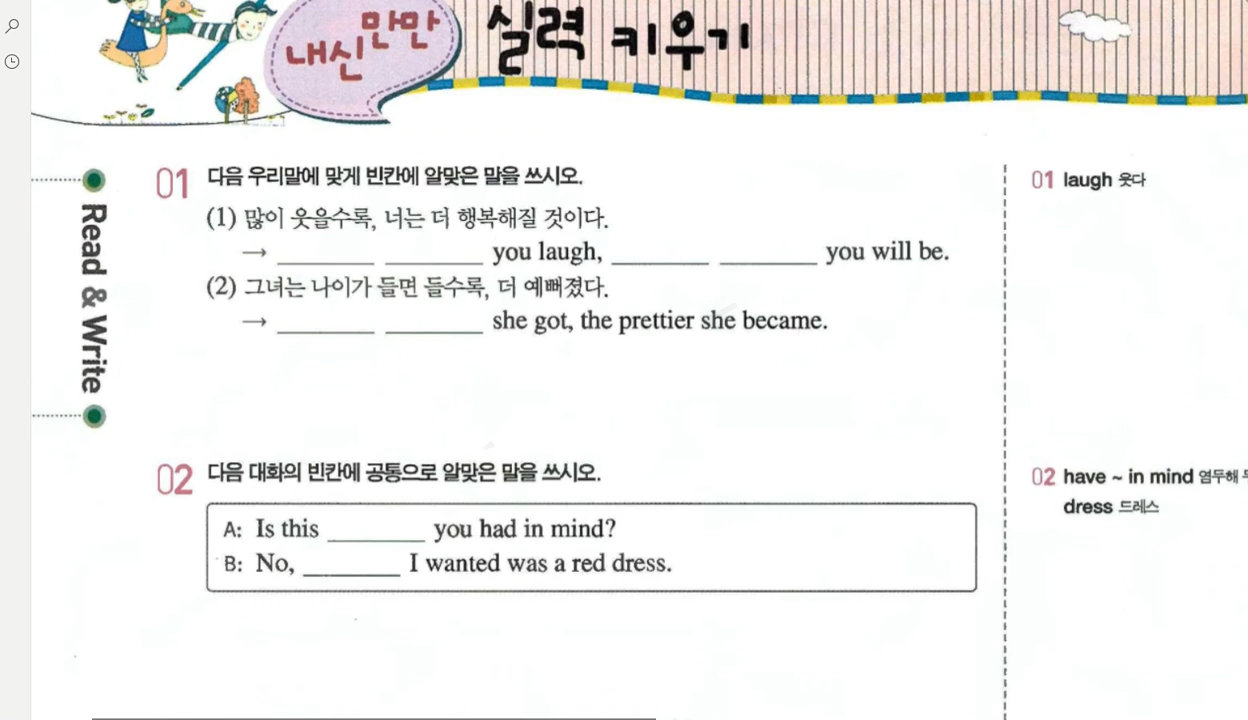 내신만만 실력 키우기
Read & Write
01 다음 우리말에 맞게 빈칸에 알맞은 말을 쓰시오.
(1) 많이 웃을수록, 너는 더 행복해질 것이다.
→ ________ ________ you laugh, ________ ________ you will be.
(2) 그녀는 나이가 들면 들수록, 더 예뻐졌다.
→ ________ ________ she got, the prettier she became.
02 다음 대화의 빈칸에 공통으로 알맞은 말을 쓰시오.
A: Is this ________ you had in mind?
B: No, ________ I wanted was a red dress.
01 laugh 웃다
02 have ~ in mind 염두해
dress 드레스